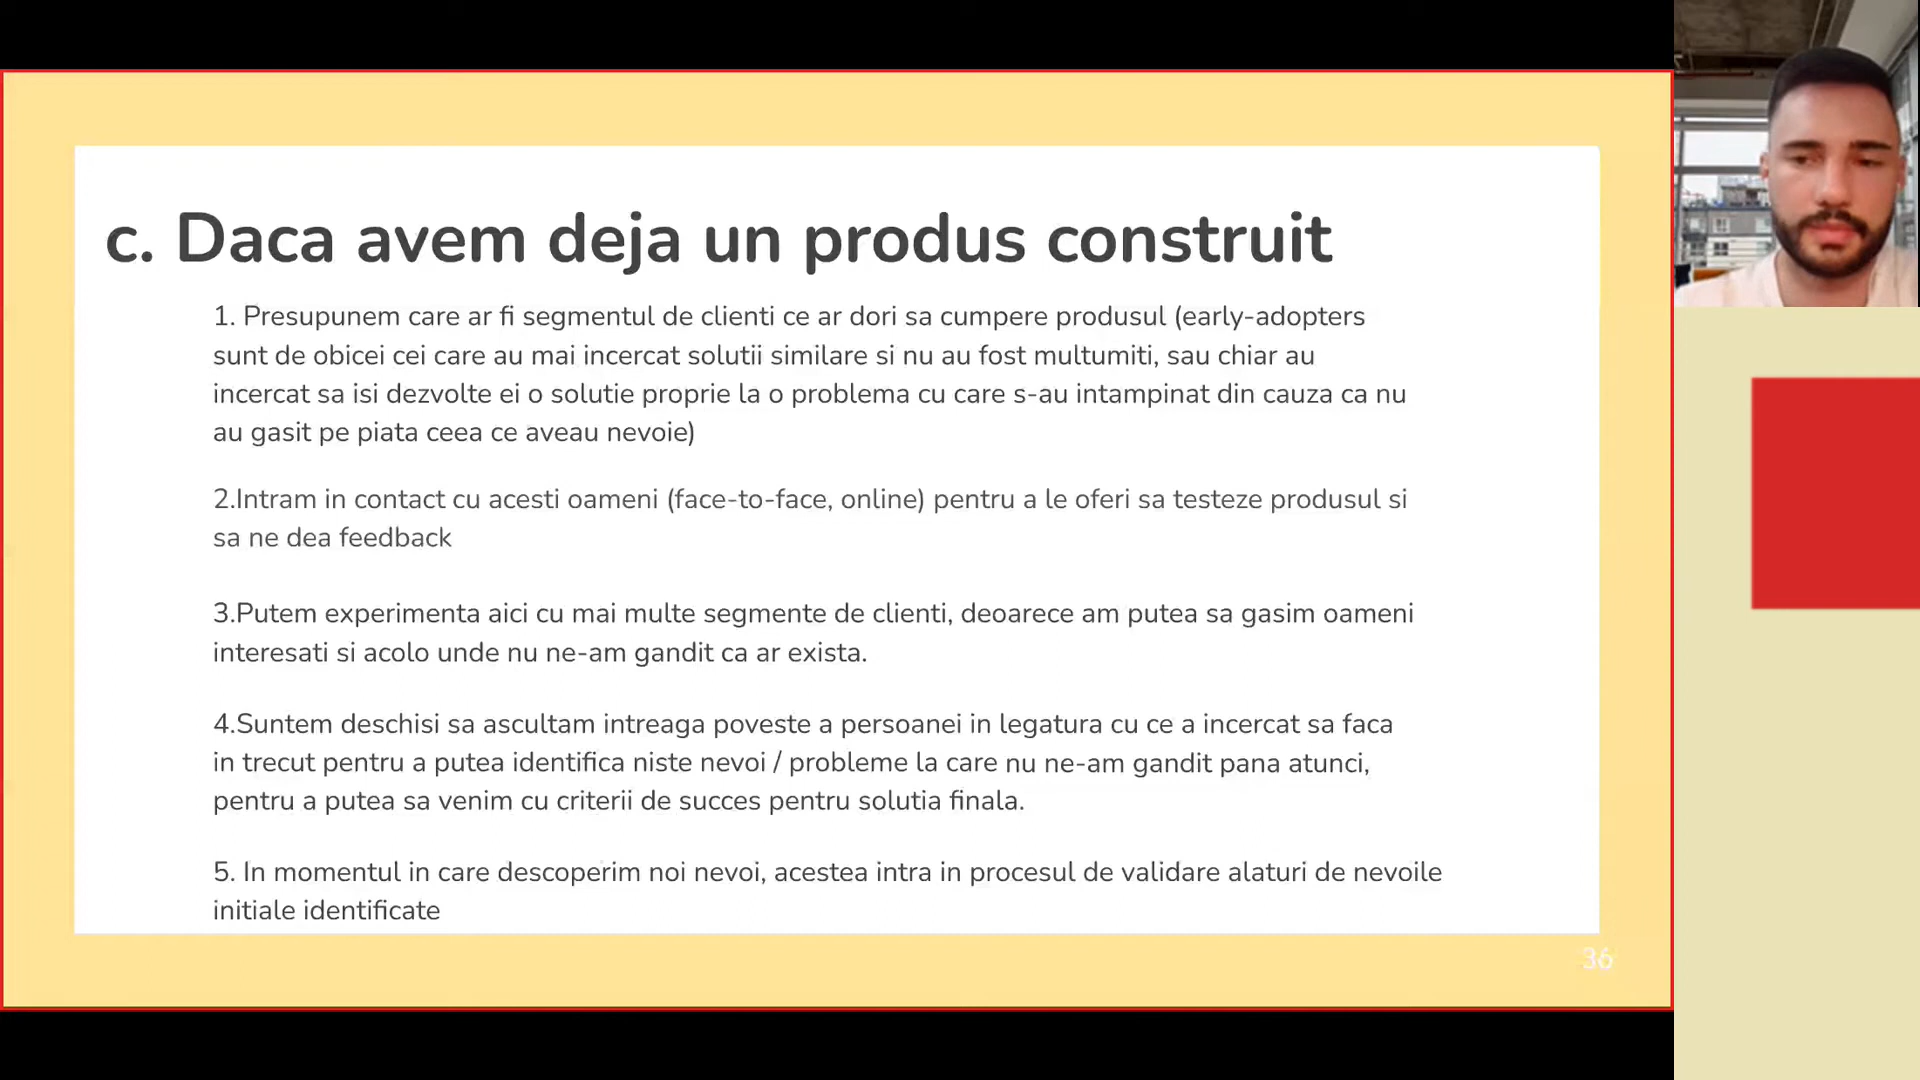 c. Daca avem deja un produs construit
1. Presupunem care ar fi segmentul de clienti ce ar dori sa cumpere produsul (early-adopters
sunt de obicei cei care au mai incercat solutii similare si nu au fost multumiti, sau chiar au
incercat sa isi dezvolte ei o solutie proprie la o problema cu care s-au intampinat din cauza ca nu
au gasit pe piata ceea ce aveau nevoie)
2.Intram in contact cu acesti oameni (face-to-face, online) pentru a le oferi sa testeze produsul si
sa ne dea feedback
3.Putem experimenta aici cu mai multe segmente de clienti, deoarece am putea sa gasim oameni
interesati si acolo unde nu ne-am gandit ca ar exista.
4.Suntem deschisi sa ascultam intreaga poveste a persoanei in legatura cu ce a incercat sa faca
in trecut pentru a putea identifica niste nevoi / probleme la care nu ne-am gandit pana atunci,
pentru a putea sa venim cu criterii de succes pentru solutia finala.
5. In momentul in care descoperim noi nevoi, acestea intra in procesul de validare alaturi de nevoile
initiale identificate
36